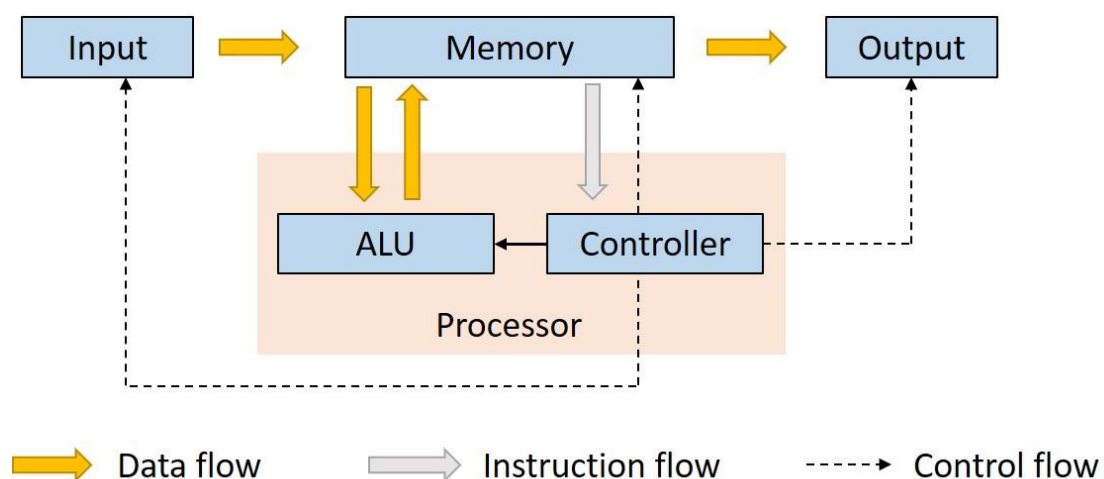 Input
Memory
Output
ALU
Controller
Processor
Data flow
Instruction flow
Control flow